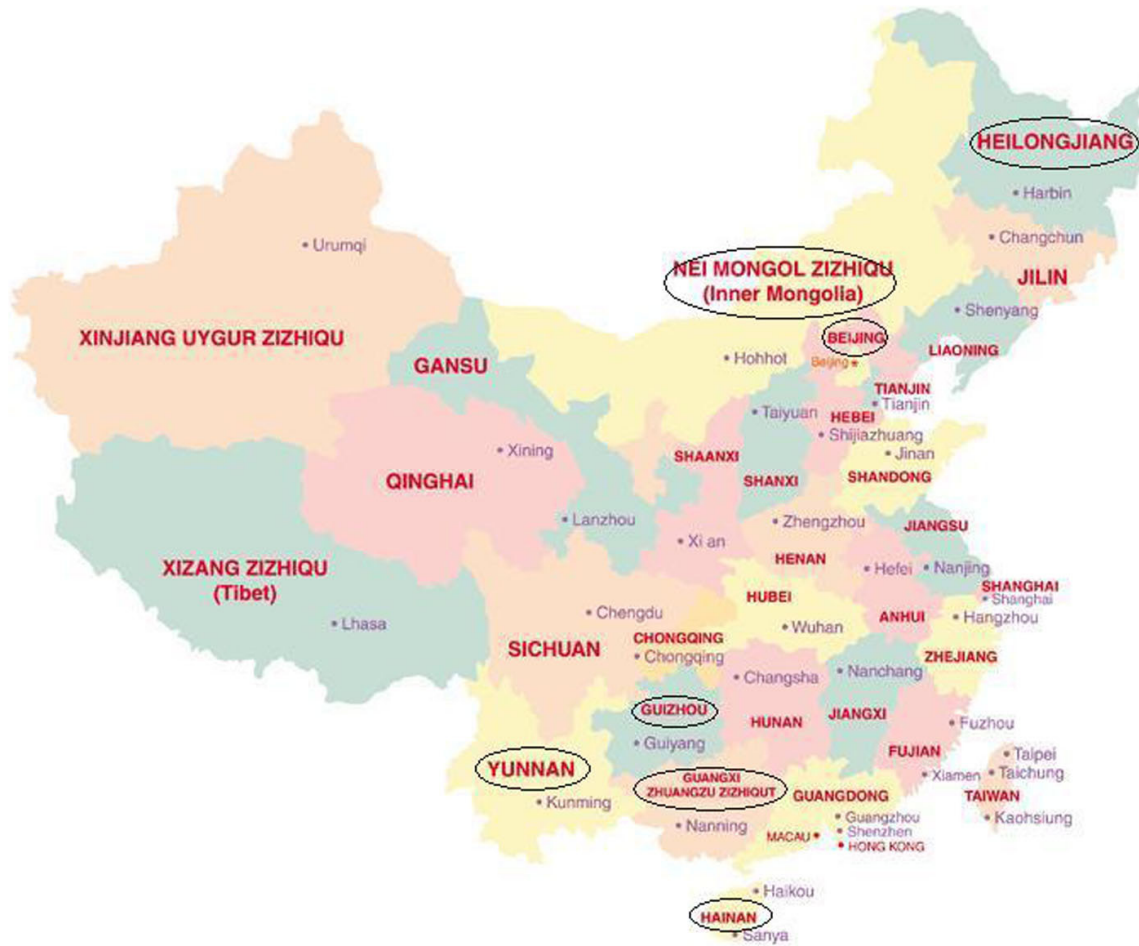 HEILONGJIANG
Harbin
Urumqi
Changchun
NEI MONGOL ZIZHIQU
(Inner Mongolia)
JILIN
Shenyang
XINJIANG UYGUR ZIZHIQU
BEIJING
LIAONING
GANSU
Hohhot
Beijing
TIANJIN
Tianjin
Taiyuan
HEBEI
Shijiazhuang
Xining
SHAANXI
Jinan
QINGHAI
SHANXI
SHANDONG
Lanzhou
Zhengzhou
JIANGSU
Xi an
HENAN
Hefei
Nanjing
XIZANG ZIZHIQU
(Tibet)
SHANGHAI
Shanghai
HUBEI
Chengdu
ANHUI
Hangzhou
Lhasa
Wuhan
CHONGQING
SICHUAN
Chongqing
ZHEJIANG
Changsha
Nanchang
GUIZHOU
HUNAN
JIANGXI
Fuzhou
Guiyang
FUJIAN
Taipei
YUNNAN
GUANGXI
ZHUANGZU ZIZHIQUT
Xiamen
Taichung
GUANGDONG
TAIWAN
Kunming
Guangzhou
Kaohsiung
Nanning
Shenzhen
MACAU
HONG KONG
Haikou
HAINAN
Sanya